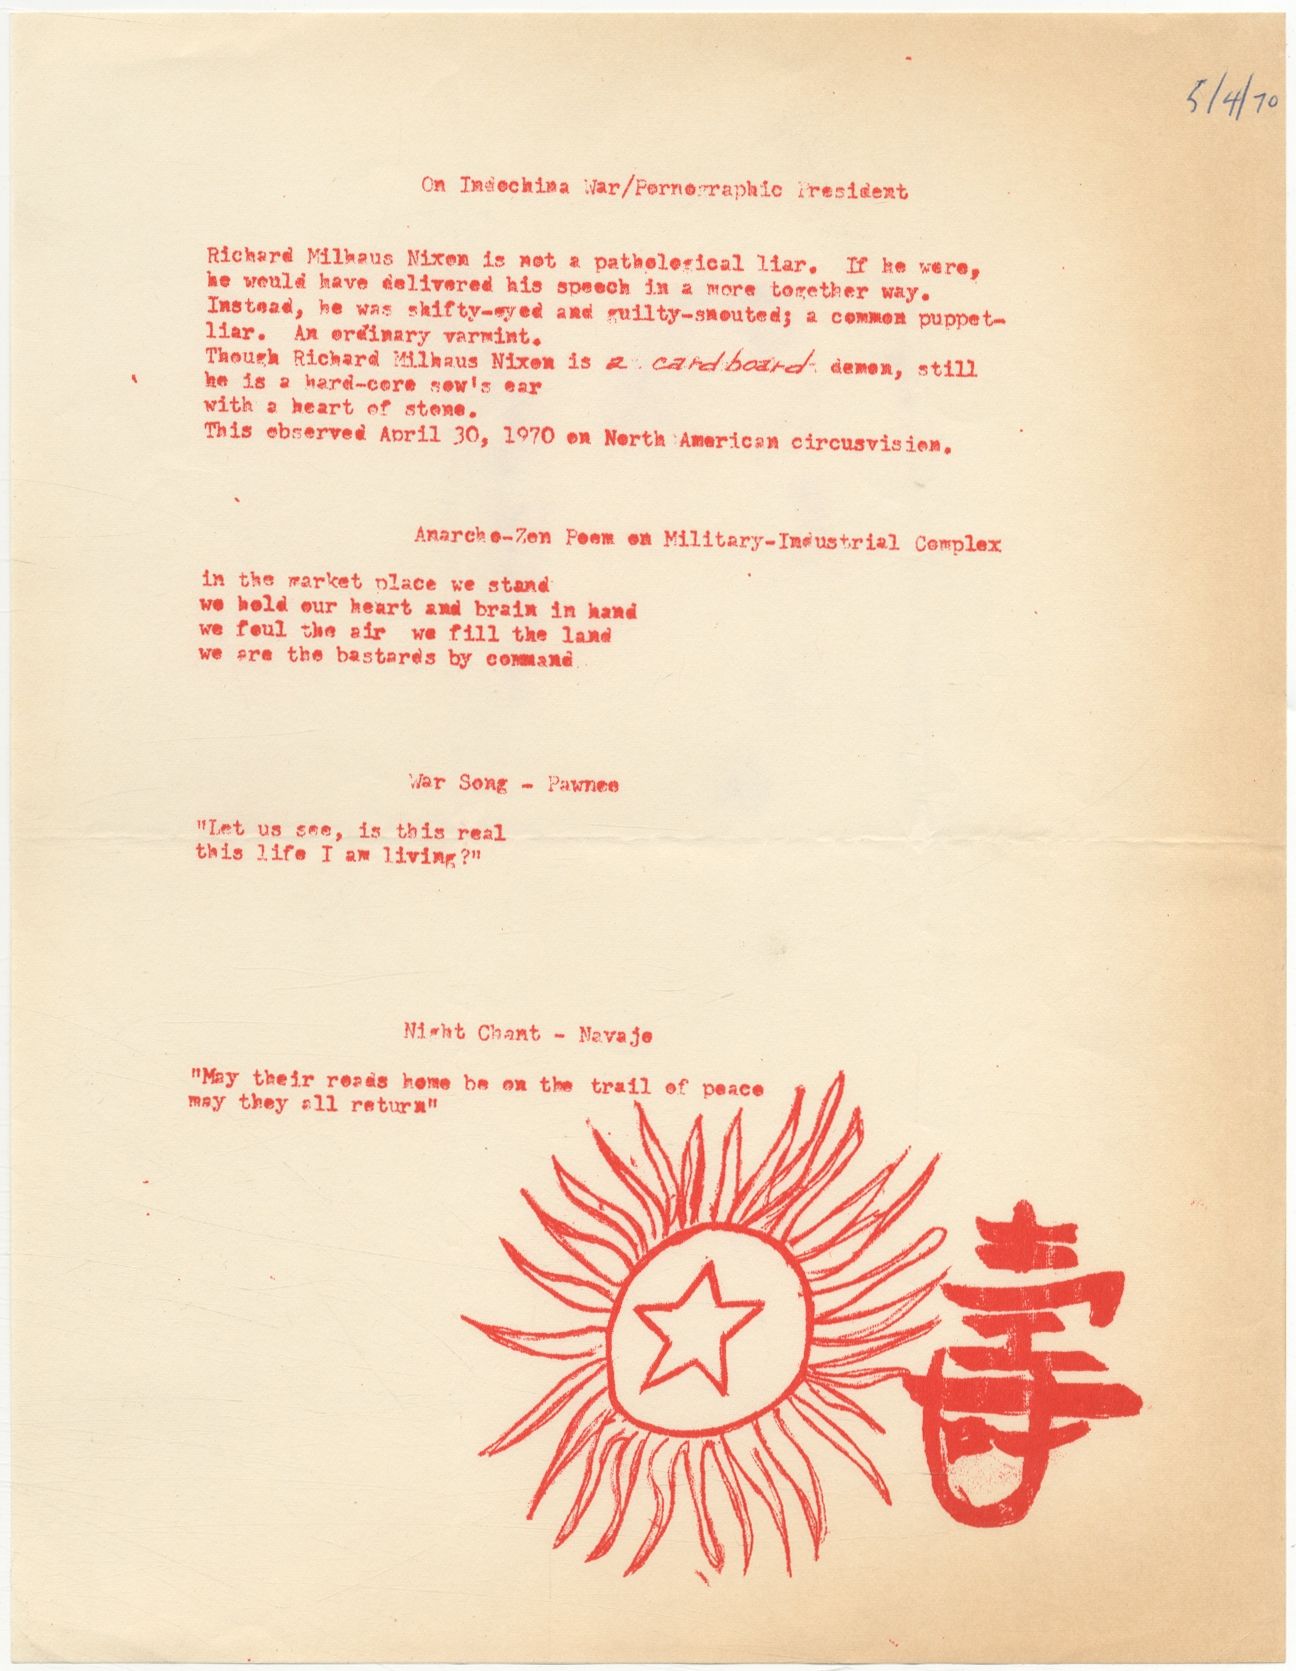 5/4/70
On Indochina War/Pornographic President
Richard Milhaus Nixon is not a pathological liar.  If he were,
he would have delivered his speech in a more together way.
Instead, he was shifty-eyed and guilty-snouted; a common puppet-
liar.  An ordinary varmint.
Though Richard Milhaus Nixon is a cardboard demon, still
he is a hard-core sow's ear
with a heart of stone.
This observed April 30, 1970 on North American circusvision.
Anarcho-Zen Poem on Military-Industrial Complex
in the market place we stand
we hold our heart and brain in hand
we foul the air  we fill the land
we are the bastards by command
War Song - Pawnee
"Let us see, is this real
this life I am living?"
Night Chant - Navajo
"May their roads home be on the trail of peace
may they all return"